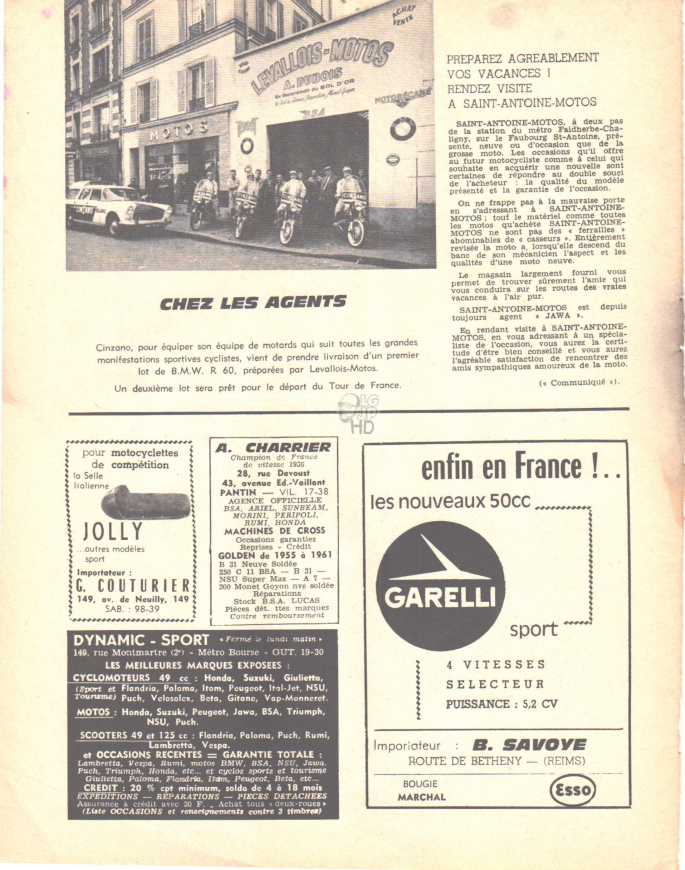 ACHAT
VENTE
LEVALLOIS-MOTOS
A. DUBOIS
MOTOBÉCANE
BSA
MOTOS
CINZANO
PREPAREZ AGREABLEMENT
VOS VACANCES !
RENDEZ VISITE
A SAINT-ANTOINE-MOTOS
SAINT-ANTOINE-MOTOS, à deux pas
de la station du métro Faidherbe-Cha-
ligny, sur le Faubourg St-Antoine, pré-
sente, neuve ou d'occasion que de la
grosse moto. Les occasions qu'il offre
au futur motocycliste comme à celui qui
souhaite en acquérir une nouvelle sont
certaines de répondre au double souci
de l'acheteur : la qualité du modèle
présenté et la garantie de l'occasion.
On ne frappe pas à la mauvaise porte
en s'adressant à SAINT-ANTOINE-
MOTOS ; tout le matériel comme toutes
les motos qu'achète SAINT-ANTOINE-
MOTOS ne sont pas des « ferrailles »
abominables de « casseurs ». Entièrement
revisée la moto a, lorsqu'elle descend du
banc de son mécanicien l'aspect et les
qualités d'une moto neuve.
Le magasin largement fourni vous
permet de trouver sûrement l'amie qui
vous conduira sur les routes des vraies
vacances à l'air pur.
SAINT-ANTOINE-MOTOS est depuis
toujours agent « JAWA ».
En rendant visite à SAINT-ANTOINE-
MOTOS, en vous adressant à un spécia-
liste de l'occasion, vous aurez la certi-
tude d'être bien conseillé et vous aurez
l'agréable satisfaction de rencontrer des
amis sympathiques amoureux de la moto.
(« Communiqué »).
CHEZ LES AGENTS
Cinzano, pour équiper son équipe de motards qui suit toutes les grandes
manifestations sportives cyclistes, vient de prendre livraison d'un premier
lot de B.M.W. R 60, préparées par Levallois-Motos.
Un deuxième lot sera prêt pour le départ du Tour de France.
LG
JP
HD
pour motocyclettes
de compétition
la Selle
Italienne
JOLLY
...autres modèles
sport
Importateur :
G. COUTURIER
149, av. de Neuilly, 149
SAB. : 98-39
A. CHARRIER
Champion de France
de vitesse 1956
28, rue Davoust
43, avenue Ed.-Vaillant
PANTIN — VIL. 17-38
AGENCE OFFICIELLE
BSA, ARIEL, SUNBEAM,
MORINI, PERIPOLI,
RUMI, HONDA
MACHINES DE CROSS
Occasions garanties
Reprises - Crédit
GOLDEN de 1955 à 1961
B 31 Neuve Soldée
250 C 11 BSA — B 31 —
NSU Super Max — A 7 —
200 Monet Goyon nve soldée
Réparations
Stock B.S.A. LUCAS
Pièces dét. ttes marques
Contre remboursement
DYNAMIC - SPORT « Fermé le lundi matin »
149, rue Montmartre (2e) - Métro Bourse - GUT. 19-30
LES MEILLEURES MARQUES EXPOSEES :
CYCLOMOTEURS 49 cc : Honda, Suzuki, Giulietta,
(Sport et Flandria, Paloma, Itom, Peugeot, Ital-Jet, NSU,
Tourisme) Puch, Velosolex, Beta, Gitane, Vap-Monneret.
MOTOS : Honda, Suzuki, Peugeot, Jawa, BSA, Triumph,
NSU, Puch.
SCOOTERS 49 et 125 cc : Flandria, Paloma, Puch, Rumi,
Lambretta, Vespa.
et OCCASIONS RECENTES = GARANTIE TOTALE :
Lambretta, Vespa, Rumi, motos BMW, BSA, NSU, Jawa,
Puch, Triumph, Honda, etc... et cyclos sports et tourisme
Giulietta, Paloma, Flandria, Itom, Peugeot, Beta, etc...
CREDIT : 20 % cpt minimum, solda de 4 à 18 mois
EXPEDITIONS — REPARATIONS — PIECES DETACHEES
Assurance à crédit avec 20 F. - Achat tous « deux-roues »
(Liste OCCASIONS et renseignements contre 3 timbres)
enfin en France !..
les nouveaux 50cc
GARELLI
sport
4 VITESSES
SELECTEUR
PUISSANCE : 5,2 CV
Importateur : B. SAVOYE
ROUTE DE BETHENY — (REIMS)
BOUGIE
MARCHAL
Esso